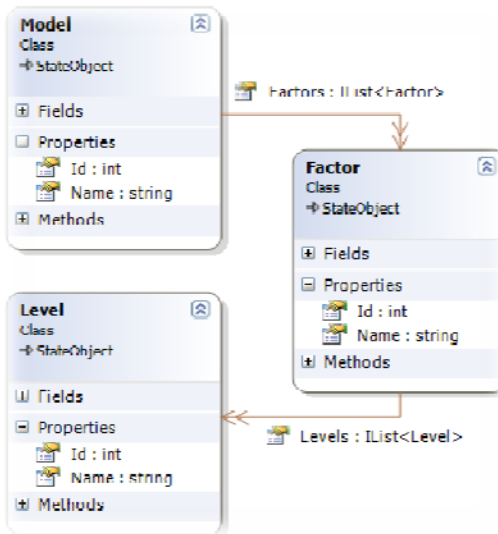 Model
Class
StateObject
Fields
Properties
Id : int
Name : string
Methods
Factors : IList<Factor>
Factor
Class
StateObject
Fields
Properties
Id : int
Name : string
Methods
Levels : IList<Level>
Level
Class
StateObject
Fields
Properties
Id : int
Name : string
Methods